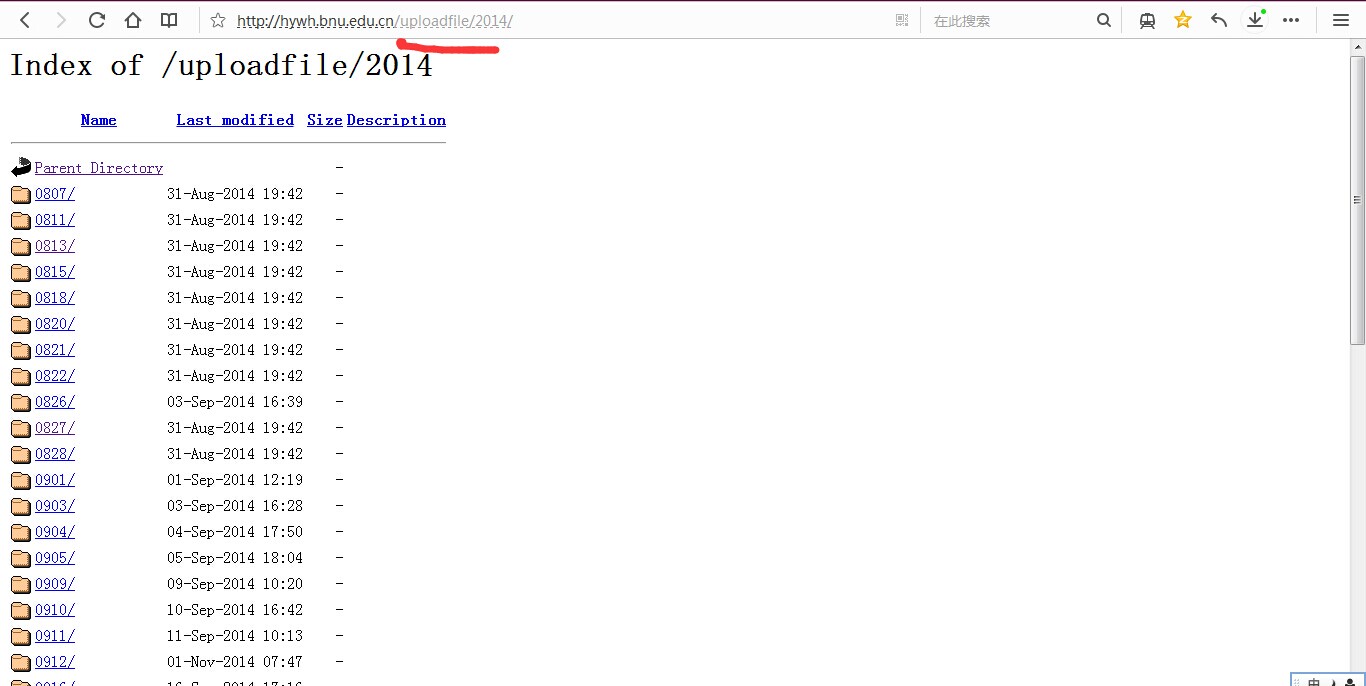 http://hywh.bnu.edu.cn/uploadfile/2014/
在此搜索
Index of /uploadfile/2014
Name Last modified Size Description
Parent Directory -
0807/ 31-Aug-2014 19:42 -
0811/ 31-Aug-2014 19:42 -
0813/ 31-Aug-2014 19:42 -
0815/ 31-Aug-2014 19:42 -
0818/ 31-Aug-2014 19:42 -
0820/ 31-Aug-2014 19:42 -
0821/ 31-Aug-2014 19:42 -
0822/ 31-Aug-2014 19:42 -
0826/ 03-Sep-2014 16:39 -
0827/ 31-Aug-2014 19:42 -
0828/ 31-Aug-2014 19:42 -
0901/ 01-Sep-2014 12:19 -
0903/ 03-Sep-2014 16:28 -
0904/ 04-Sep-2014 17:50 -
0905/ 05-Sep-2014 18:04 -
0909/ 09-Sep-2014 10:20 -
0910/ 10-Sep-2014 16:42 -
0911/ 11-Sep-2014 10:13 -
0912/ 01-Nov-2014 07:47 -